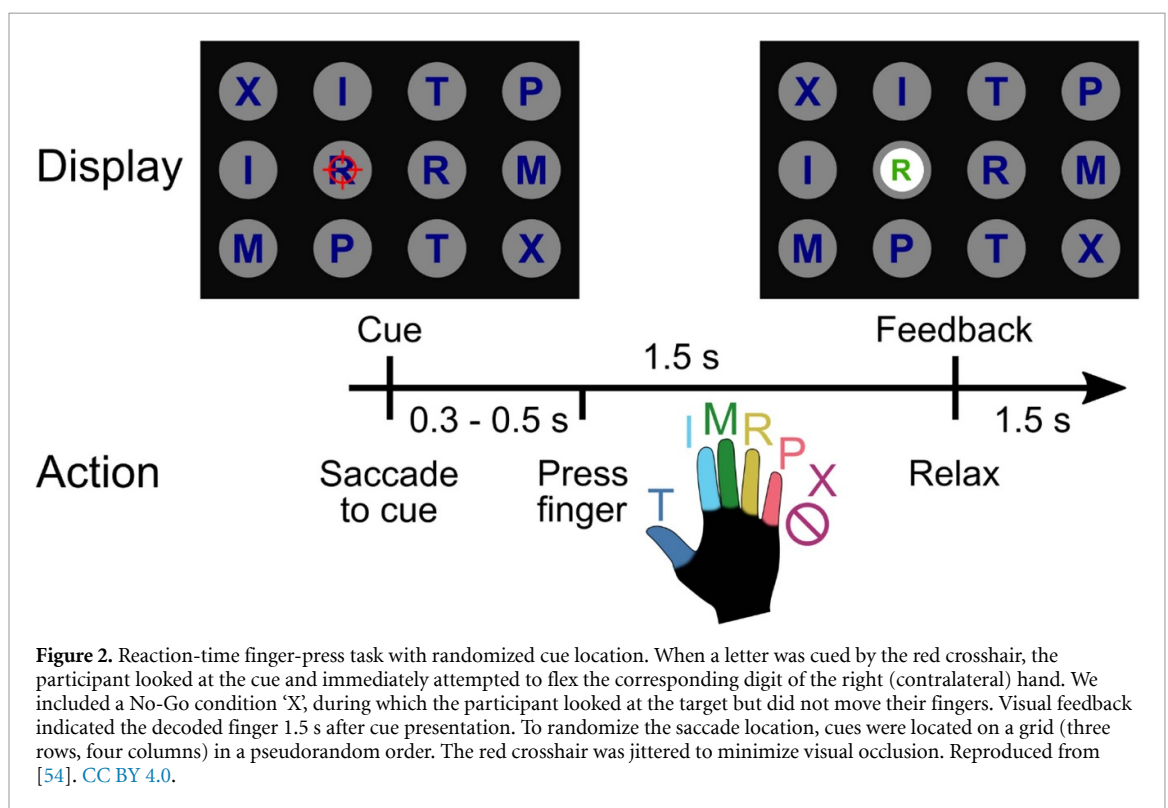 X I T P X I T P
Display I R R M I R R M
M P T X M P T X
Cue Feedback
1.5 s
0.3 - 0.5 s 1.5 s
I M R P X
T
Action Saccade to cue Press finger Relax
Figure 2. Reaction-time finger-press task with randomized cue location. When a letter was cued by the red crosshair, the
participant looked at the cue and immediately attempted to flex the corresponding digit of the right (contralateral) hand. We
included a No-Go condition ‘X’, during which the participant looked at the target but did not move their fingers. Visual feedback
indicated the decoded finger 1.5 s after cue presentation. To randomize the saccade location, cues were located on a grid (three
rows, four columns) in a pseudorandom order. The red crosshair was jittered to minimize visual occlusion. Reproduced from
[54]. CC BY 4.0.